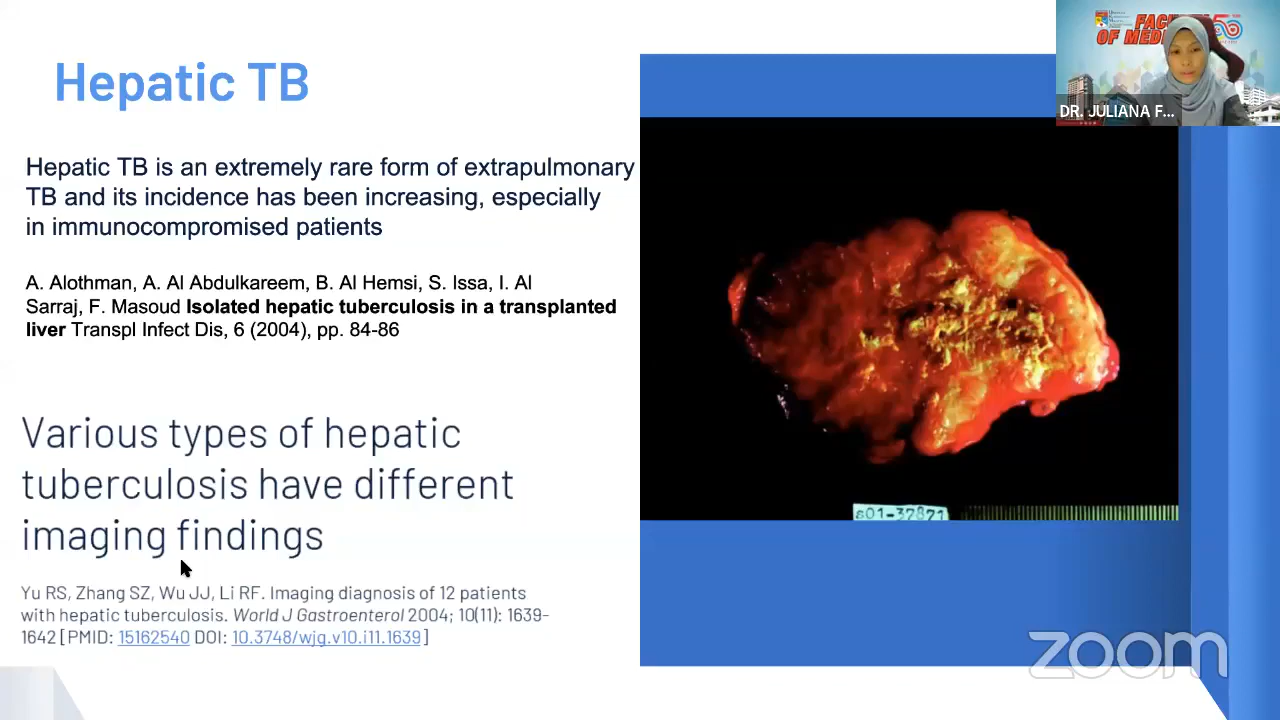 Hepatic TB
Hepatic TB is an extremely rare form of extrapulmonary
TB and its incidence has been increasing, especially
in immunocompromised patients
A. Alothman, A. Al Abdulkareem, B. Al Hemsi, S. Issa, I. Al
Sarraj, F. Masoud Isolated hepatic tuberculosis in a transplanted
liver Transpl Infect Dis, 6 (2004), pp. 84-86
Various types of hepatic
tuberculosis have different
imaging findings
Yu RS, Zhang SZ, Wu JJ, Li RF. Imaging diagnosis of 12 patients
with hepatic tuberculosis. World J Gastroenterol 2004; 10(11): 1639-
1642 [PMID: 15162540 DOI: 10.3748/wjg.v10.i11.1639]
DR. JULIANA F...
zoom